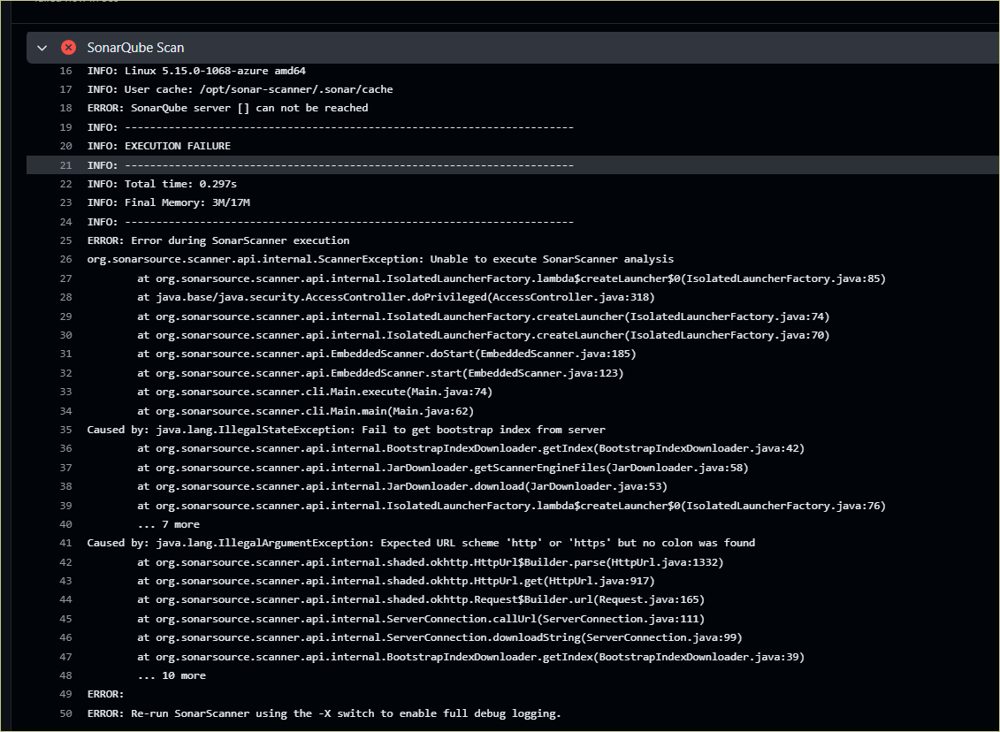 SonarQube Scan
16 INFO: Linux 5.15.0-1068-azure amd64
17 INFO: User cache: /opt/sonar-scanner/.sonar/cache
18 ERROR: SonarQube server [] can not be reached
19 INFO: ------------------------------------------------------------------------
20 INFO: EXECUTION FAILURE
21 INFO: ------------------------------------------------------------------------
22 INFO: Total time: 0.297s
23 INFO: Final Memory: 3M/17M
24 INFO: ------------------------------------------------------------------------
25 ERROR: Error during SonarScanner execution
26 org.sonarsource.scanner.api.internal.ScannerException: Unable to execute SonarScanner analysis
27 at org.sonarsource.scanner.api.internal.IsolatedLauncherFactory.lambda$createLauncher$0(IsolatedLauncherFactory.java:85)
28 at java.base/java.security.AccessController.doPrivileged(AccessController.java:318)
29 at org.sonarsource.scanner.api.internal.IsolatedLauncherFactory.createLauncher(IsolatedLauncherFactory.java:74)
30 at org.sonarsource.scanner.api.internal.IsolatedLauncherFactory.createLauncher(IsolatedLauncherFactory.java:70)
31 at org.sonarsource.scanner.api.EmbeddedScanner.doStart(EmbeddedScanner.java:185)
32 at org.sonarsource.scanner.api.EmbeddedScanner.start(EmbeddedScanner.java:123)
33 at org.sonarsource.scanner.cli.Main.execute(Main.java:74)
34 at org.sonarsource.scanner.cli.Main.main(Main.java:62)
35 Caused by: java.lang.IllegalStateException: Fail to get bootstrap index from server
36 at org.sonarsource.scanner.api.internal.BootstrapIndexDownloader.getIndex(BootstrapIndexDownloader.java:42)
37 at org.sonarsource.scanner.api.internal.JarDownloader.getScannerEngineFiles(JarDownloader.java:58)
38 at org.sonarsource.scanner.api.internal.JarDownloader.download(JarDownloader.java:53)
39 at org.sonarsource.scanner.api.internal.IsolatedLauncherFactory.lambda$createLauncher$0(IsolatedLauncherFactory.java:76)
40 ... 7 more
41 Caused by: java.lang.IllegalArgumentException: Expected URL scheme 'http' or 'https' but no colon was found
42 at org.sonarsource.scanner.api.internal.shaded.okhttp.HttpUrl$Builder.parse(HttpUrl.java:1332)
43 at org.sonarsource.scanner.api.internal.shaded.okhttp.HttpUrl.get(HttpUrl.java:917)
44 at org.sonarsource.scanner.api.internal.shaded.okhttp.Request$Builder.url(Request.java:165)
45 at org.sonarsource.scanner.api.internal.ServerConnection.callUrl(ServerConnection.java:111)
46 at org.sonarsource.scanner.api.internal.ServerConnection.downloadString(ServerConnection.java:99)
47 at org.sonarsource.scanner.api.internal.BootstrapIndexDownloader.getIndex(BootstrapIndexDownloader.java:39)
48 ... 10 more
49 ERROR:
50 ERROR: Re-run SonarScanner using the -X switch to enable full debug logging.